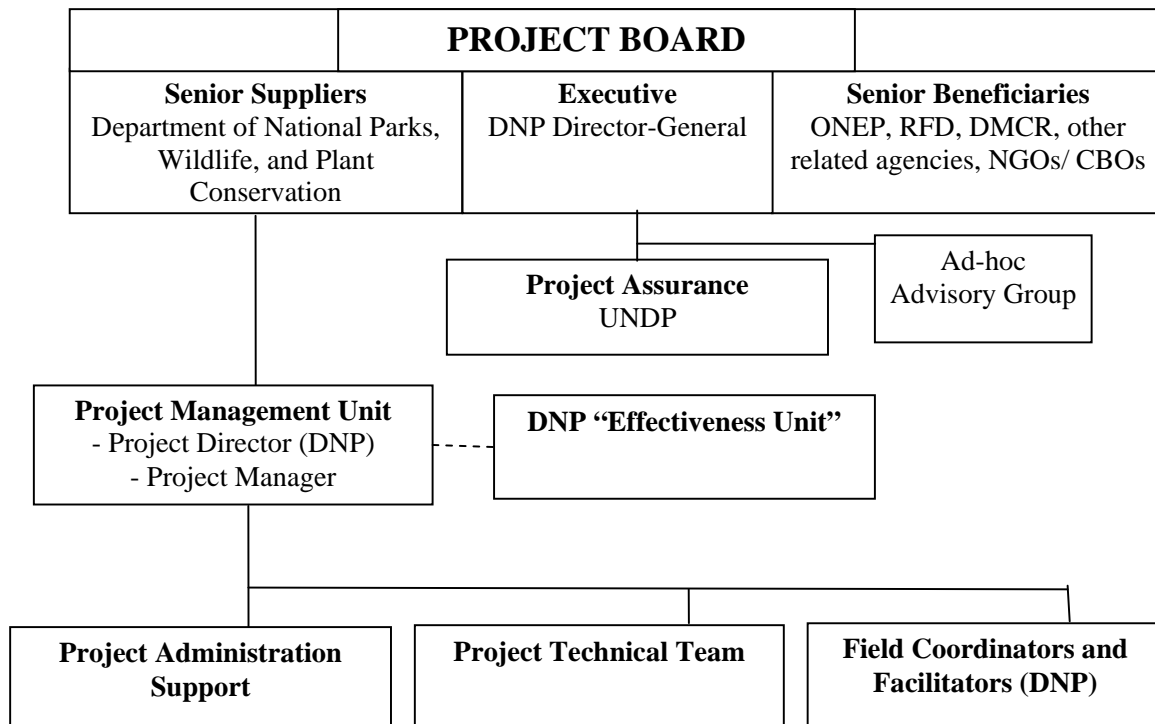 PROJECT BOARD
Senior Suppliers
Department of National Parks,
Wildlife, and Plant
Conservation
Executive
DNP Director-General
Senior Beneficiaries
ONEP, RFD, DMCR, other
related agencies, NGOs/ CBOs
Project Assurance
UNDP
Ad-hoc
Advisory Group
Project Management Unit
- Project Director (DNP)
- Project Manager
DNP “Effectiveness Unit”
Project Administration
Support
Project Technical Team
Field Coordinators and
Facilitators (DNP)